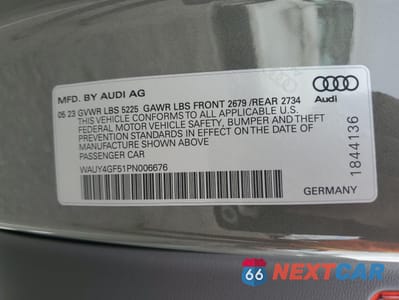 MFD. BY AUDI AG
05 23 GVWR LBS 5225 GAWR LBS FRONT 2679 /REAR 2734
THIS VEHICLE CONFORMS TO ALL APPLICABLE U.S.
FEDERAL MOTOR VEHICLE SAFETY, BUMPER AND THEFT
PREVENTION STANDARDS IN EFFECT ON THE DATE OF
MANUFACTURE SHOWN ABOVE
PASSENGER CAR
WAUY4GF51PN006676
Audi
1844136
GERMANY
66 NEXTCAR